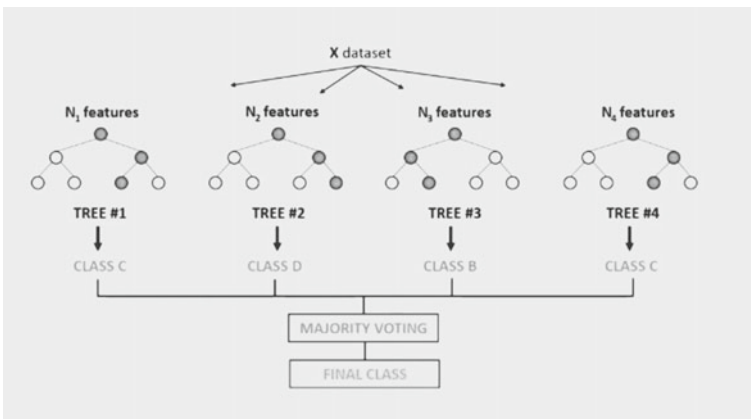 X dataset
N₁ features
N₂ features
N₃ features
N₄ features
TREE #1
TREE #2
TREE #3
TREE #4
CLASS C
CLASS D
CLASS B
CLASS C
MAJORITY VOTING
FINAL CLASS